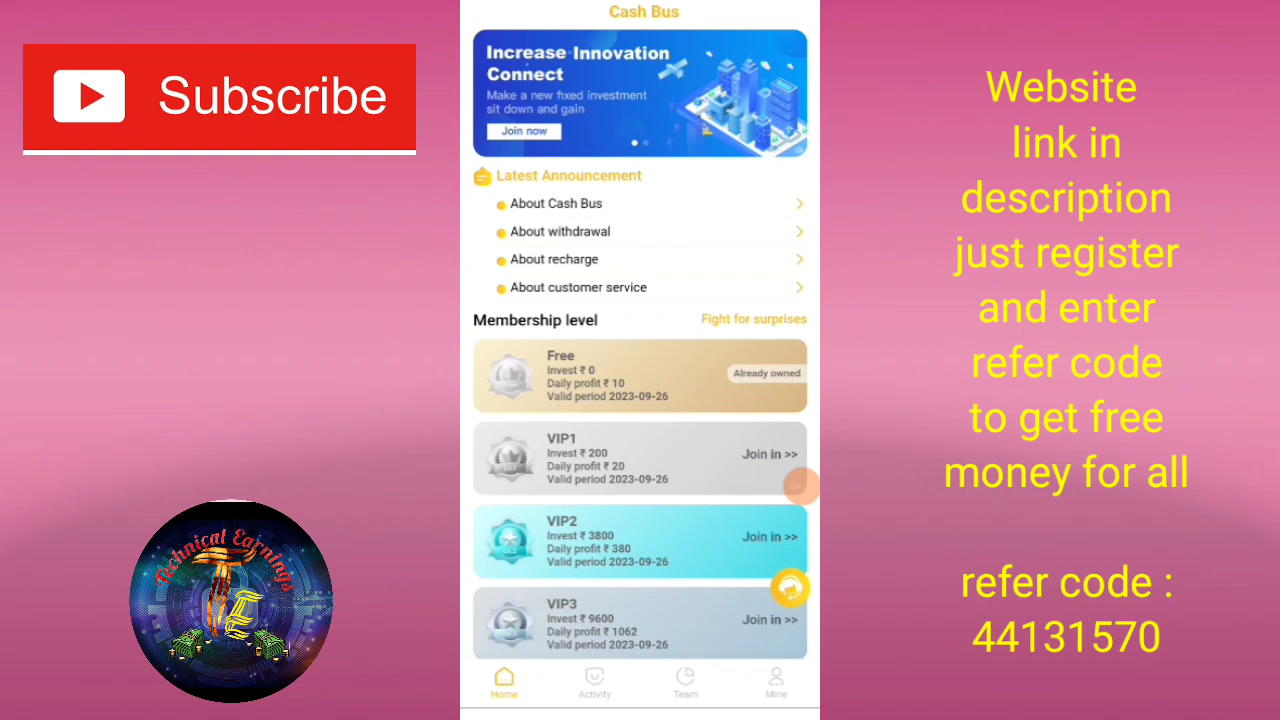 Subscribe
Technical Earnings
Cash Bus
Increase Innovation
Connect
Make a new fixed investment
sit down and gain
Join now
Latest Announcement
About Cash Bus
About withdrawal
About recharge
About customer service
Membership level
Fight for surprises
Free
Invest ₹ 0
Daily profit ₹ 10
Valid period 2023-09-26
Already owned
VIP1
Invest ₹ 200
Daily profit ₹ 20
Valid period 2023-09-26
Join in >>
VIP2
Invest ₹ 3800
Daily profit ₹ 380
Valid period 2023-09-26
Join in >>
VIP3
Invest ₹ 9600
Daily profit ₹ 1062
Valid period 2023-09-26
Join in >>
Home
Activity
Team
Mine
Website
link in
description
just register
and enter
refer code
to get free
money for all
refer code :
44131570